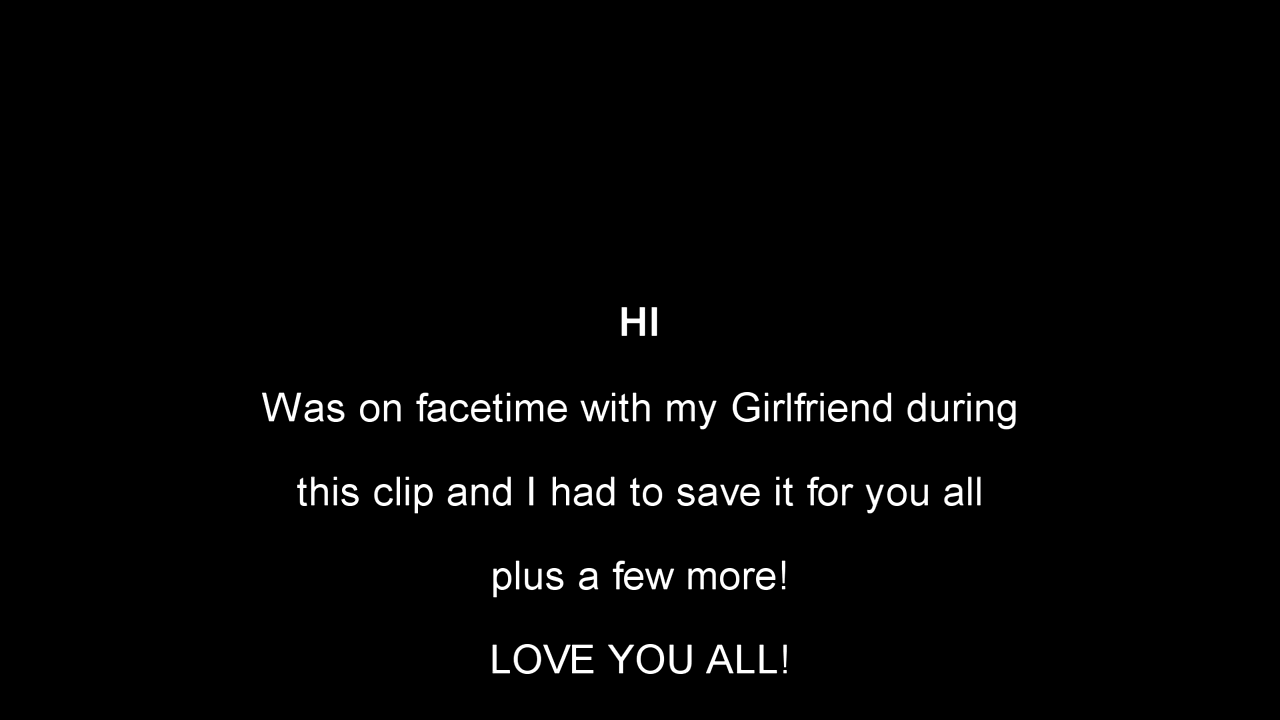 HI
Was on facetime with my Girlfriend during
this clip and I had to save it for you all
plus a few more!
LOVE YOU ALL!